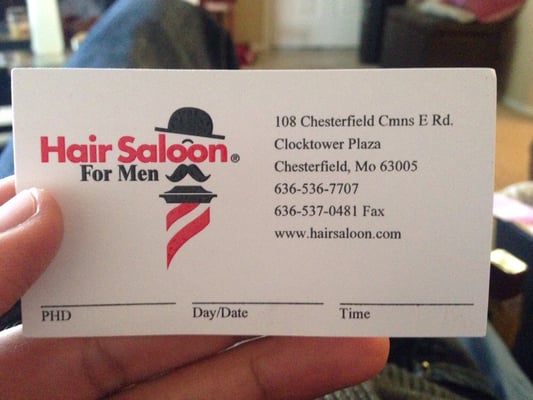 Hair Saloon®
For Men
108 Chesterfield Cmns E Rd.
Clocktower Plaza
Chesterfield, Mo 63005
636-536-7707
636-537-0481 Fax
www.hairsaloon.com
PHD
Day/Date
Time